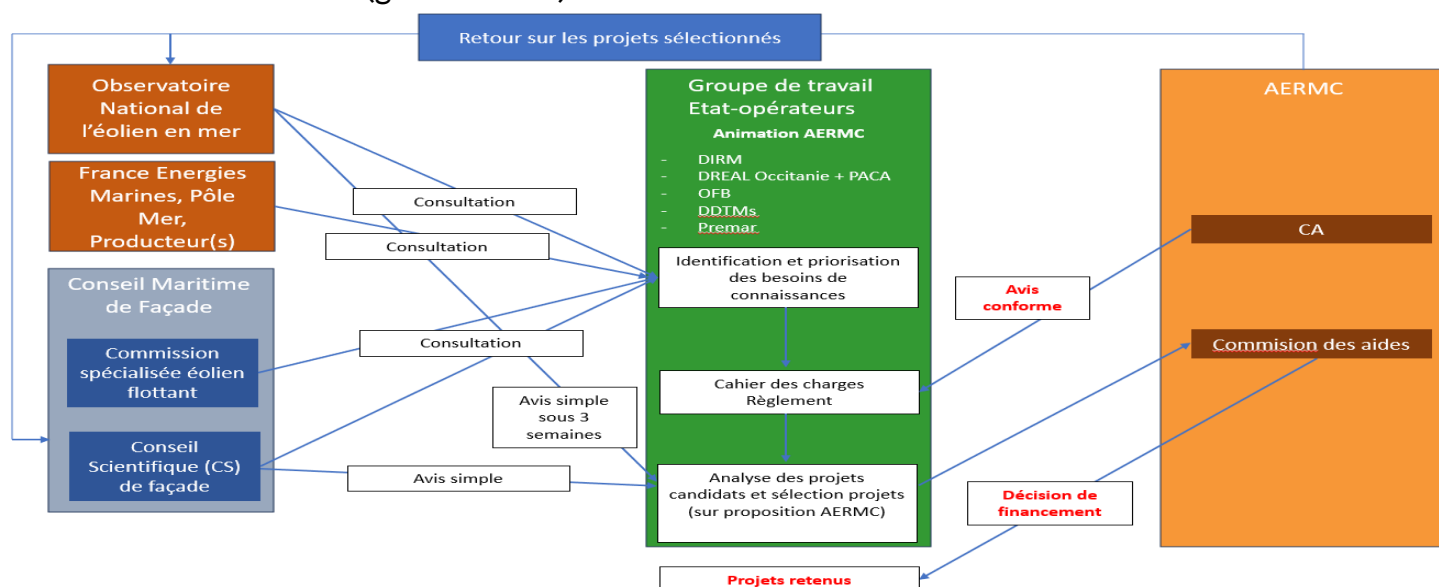 Retour sur les projets sélectionnés
Observatoire
National de
l'éolien en mer
France Energies
Marines, Pôle
Mer,
Producteur(s)
Conseil Maritime
de Façade
Commission
spécialisée éolien
flottant
Conseil
Scientifique (CS)
de façade
Consultation
Consultation
Consultation
Avis simple
sous 3
semaines
Avis simple
Groupe de travail
Etat-opérateurs
Animation AERMC
- DIRM
- DREAL Occitanie + PACA
- OFB
- DDTMs
- Premar
Identification et priorisation
des besoins de
connaissances
Cahier des charges
Règlement
Analyse des projets
candidats et sélection projets
(sur proposition AERMC)
Projets retenus
Avis
conforme
Décision de
financement
AERMC
CA
Commision des aides